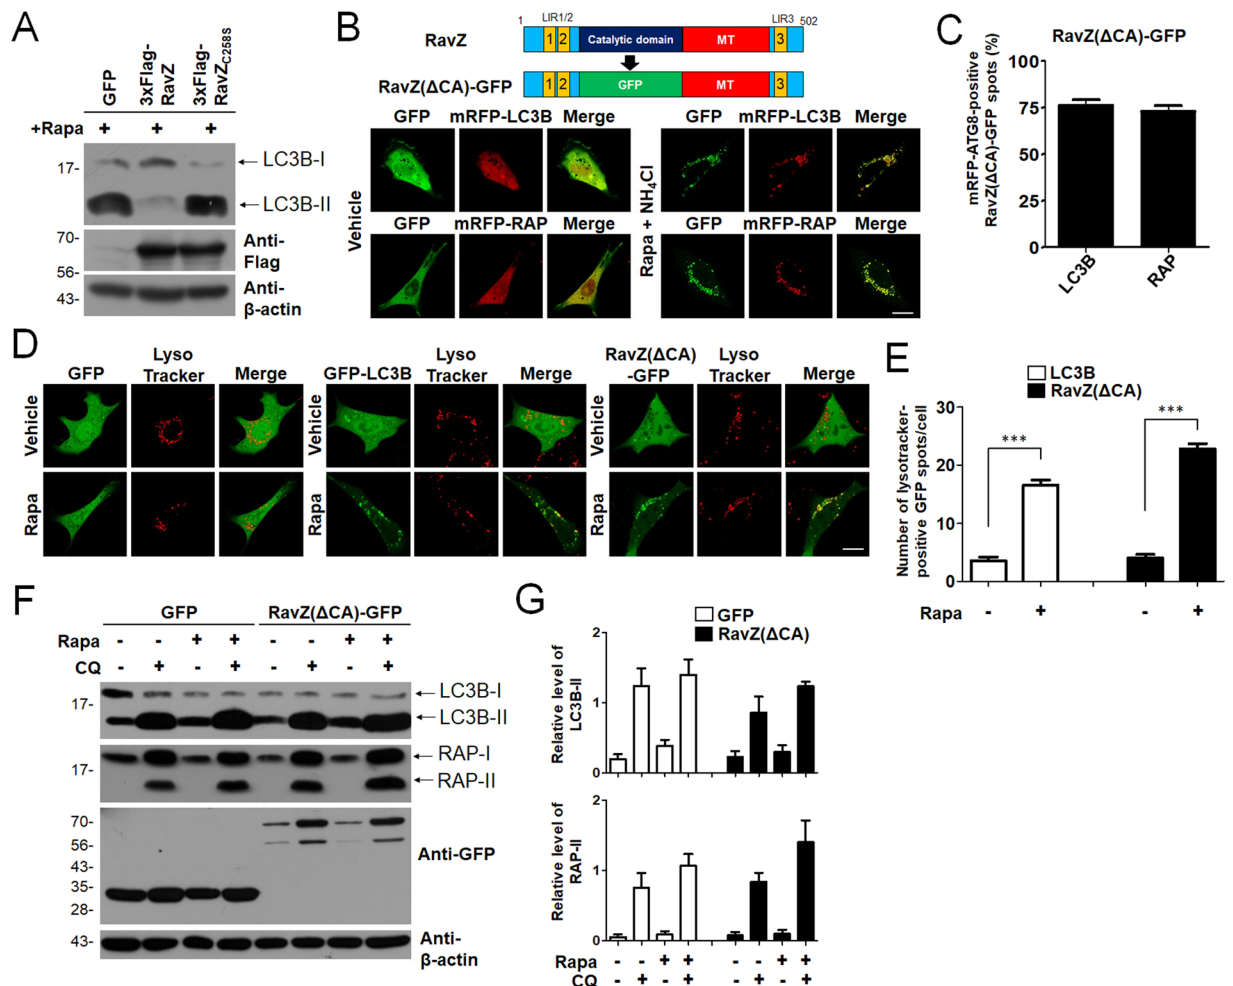 A
GFP
3xFlag-
RavZ
3xFlag-
RavZC258S
+Rapa + + +
17-
LC3B-I
LC3B-II
70-
Anti-
Flag
56-
43-
Anti-
β-actin
B
1 LIR1/2 LIR3 502
RavZ
1 2 Catalytic domain MT 3
RavZ(ΔCA)-GFP
1 2 GFP MT 3
GFP mRFP-LC3B Merge
GFP mRFP-LC3B Merge
Vehicle
Rapa + NH4Cl
GFP mRFP-RAP Merge
GFP mRFP-RAP Merge
C
RavZ(ΔCA)-GFP
mRFP-ATG8-positive
RavZ(ΔCA)-GFP spots (%)
100
75
50
25
0
LC3B
RAP
D
GFP
Lyso
Tracker
Merge
GFP-LC3B
Lyso
Tracker
Merge
RavZ(ΔCA)
-GFP
Lyso
Tracker
Merge
Vehicle
Vehicle
Vehicle
Rapa
Rapa
Rapa
E
LC3B
RavZ(ΔCA)
Number of lysotracker-
positive GFP spots/cell
30
20
10
0
***
***
Rapa - + - +
F
GFP RavZ(ΔCA)-GFP
Rapa - - + + - - + +
CQ - + - + - + - +
17-
LC3B-I
LC3B-II
17-
RAP-I
RAP-II
70-
56-
43-
35-
28-
Anti-GFP
43-
Anti-
β-actin
G
GFP
RavZ(ΔCA)
Relative level of
LC3B-II
2
1
0
Relative level of
RAP-II
2
1
0
Rapa - - + + - - + +
CQ - + - + - + - +